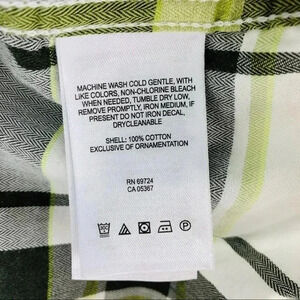 MACHINE WASH COLD GENTLE, WITH
LIKE COLORS, NON-CHLORINE BLEACH
WHEN NEEDED, TUMBLE DRY LOW,
REMOVE PROMPTLY, IRON MEDIUM, IF
PRESENT DO NOT IRON DECAL,
DRYCLEANABLE
SHELL: 100% COTTON
EXCLUSIVE OF ORNAMENTATION
RN 69724
CA 05367